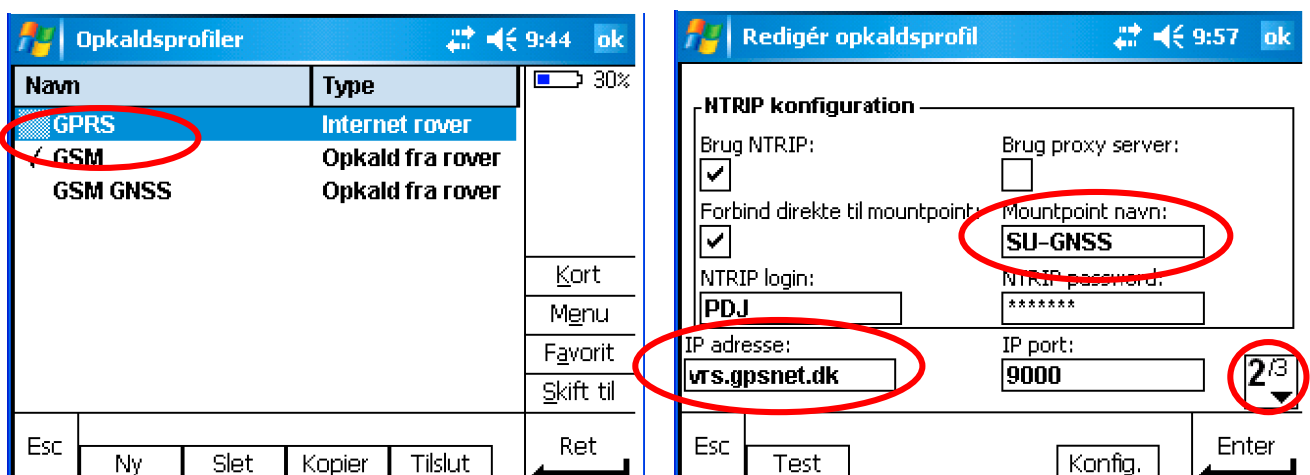 Opkaldsprofiler 9:44 ok
Navn Type 30%
GPRS Internet rover
GSM Opkald fra rover
GSM GNSS Opkald fra rover
Kort
Menu
Favorit
Skift til
Esc Ny Slet Kopier Tilslut Ret
Redigér opkaldsprofil 9:57 ok
NTRIP konfiguration
Brug NTRIP: Brug proxy server:
Forbind direkte til mountpoint: Mountpoint navn:
SU-GNSS
NTRIP login: NTRIP password:
PDJ *******
IP adresse: IP port:
vrs.gpsnet.dk 9000 2/3
Esc Test Konfig. Enter